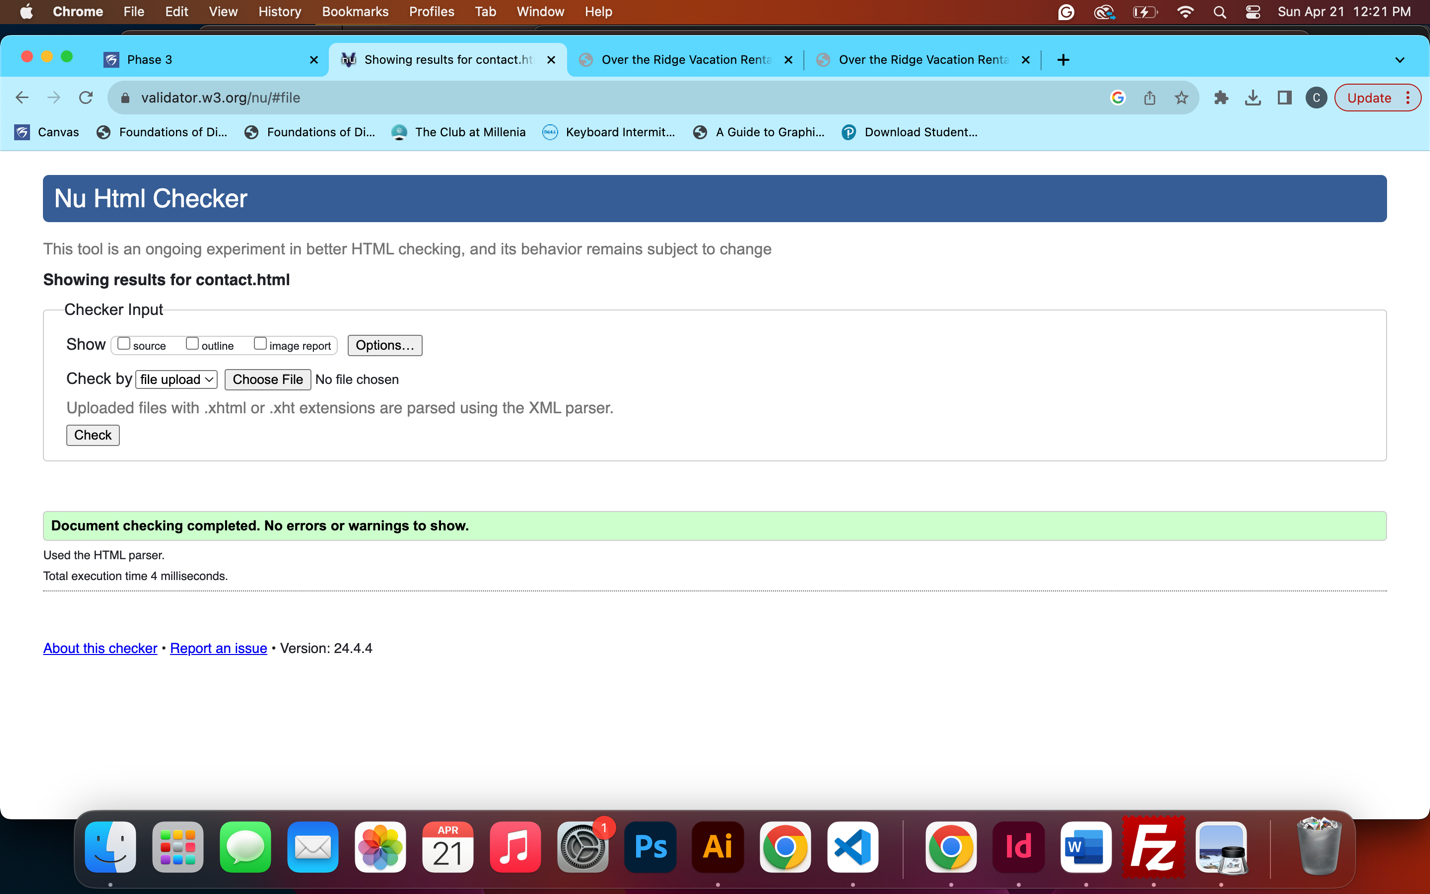 Chrome File Edit View History Bookmarks Profiles Tab Window Help Sun Apr 21 12:21 PM
Phase 3 Showing results for contact.ht Over the Ridge Vacation Renta Over the Ridge Vacation Renta
validator.w3.org/nu/#file C Update
Canvas Foundations of Di... Foundations of Di... The Club at Millenia Keyboard Intermit... A Guide to Graphi... Download Student...
Nu Html Checker
This tool is an ongoing experiment in better HTML checking, and its behavior remains subject to change
Showing results for contact.html
Checker Input
Show source outline image report Options...
Check by file upload Choose File No file chosen
Uploaded files with .xhtml or .xht extensions are parsed using the XML parser.
Check
Document checking completed. No errors or warnings to show.
Used the HTML parser.
Total execution time 4 milliseconds.
About this checker • Report an issue • Version: 24.4.4
APR 21 1 Ps Ai Id W Fz